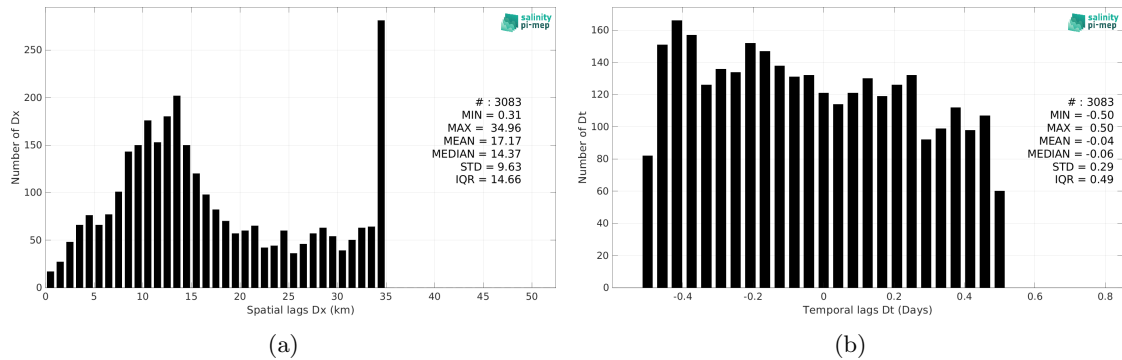 salinity
pi-mep
250
200
150
100
50
0
Number of Dx
# : 3083
MIN = 0.31
MAX = 34.96
MEAN = 17.17
MEDIAN = 14.37
STD = 9.63
IQR = 14.66
0 5 10 15 20 25 30 35 40 45 50
Spatial lags Dx (km)
(a)
salinity
pi-mep
160
140
120
100
80
60
40
20
0
Number of Dt
# : 3083
MIN = -0.50
MAX = 0.50
MEAN = -0.04
MEDIAN = -0.06
STD = 0.29
IQR = 0.49
-0.4 -0.2 0 0.2 0.4 0.6 0.8
Temporal lags Dt (Days)
(b)